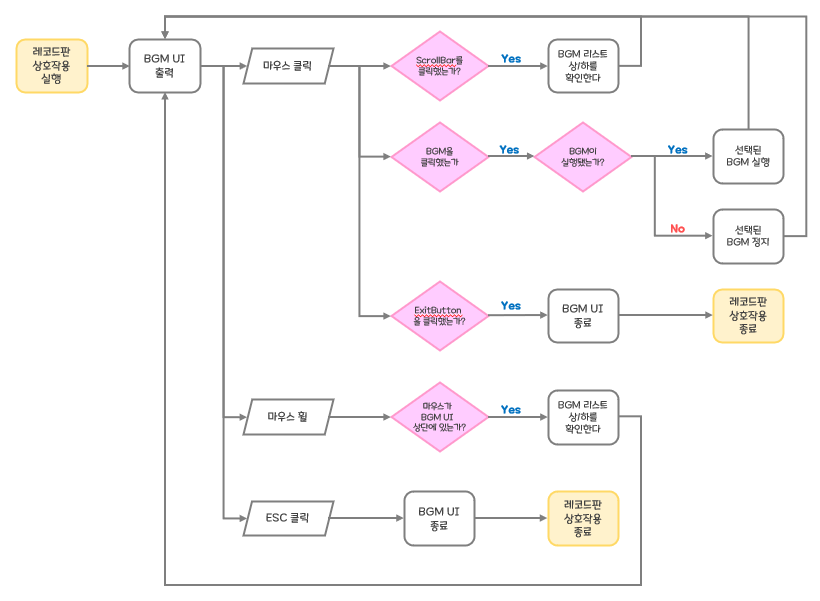 레코드판
상호작용
실행
BGM UI
출력
마우스 클릭
ScrollBar를
클릭했는가?
Yes
BGM 리스트
상/하를
확인한다
BGM을
클릭했는가
Yes
BGM이
실행됐는가?
Yes
선택된
BGM 실행
No
선택된
BGM 정지
ExitButton
을 클릭했는가?
Yes
BGM UI
종료
레코드판
상호작용
종료
마우스 휠
마우스가
BGM UI
상단에 있는가?
Yes
BGM 리스트
상/하를
확인한다
ESC 클릭
BGM UI
종료
레코드판
상호작용
종료